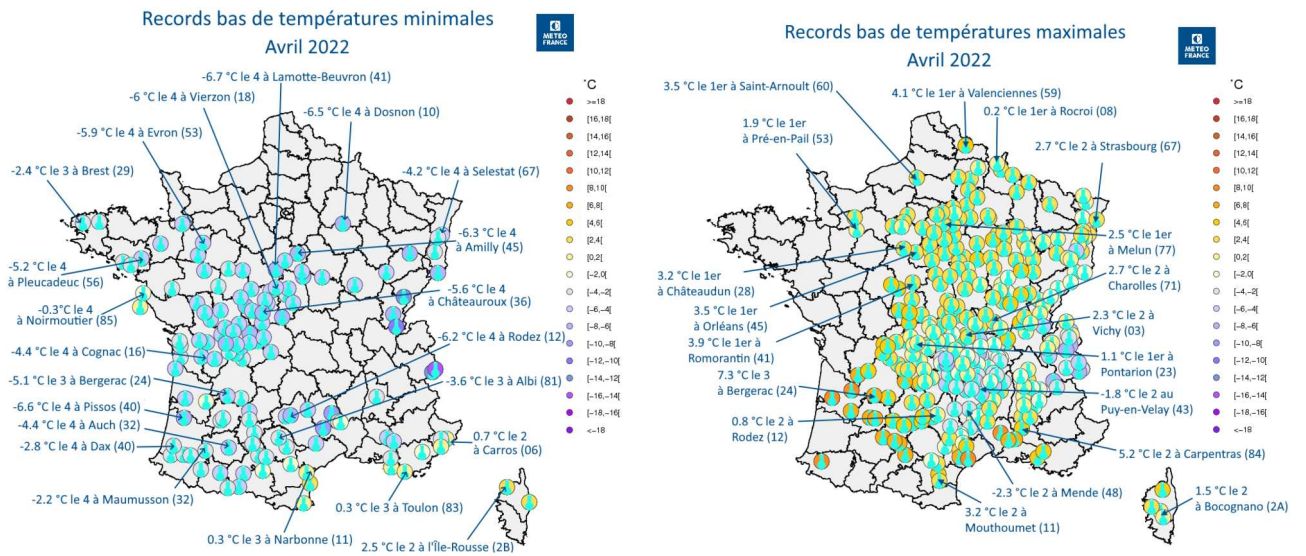 Records bas de températures minimales
Avril 2022
METEO
FRANCE
-6.7 °C le 4 à Lamotte-Beuvron (41)
-6 °C le 4 à Vierzon (18)
-6.5 °C le 4 à Dosnon (10)
-5.9 °C le 4 à Evron (53)
-2.4 °C le 3 à Brest (29)
-4.2 °C le 4 à Selestat (67)
-6.3 °C le 4
à Amilly (45)
-5.2 °C le 4
à Pleucadeuc
(56)
-5.6 °C le 4
à Châteauroux (36)
-0.3°C le 4
à Noirmoutier (85)
-6.2 °C le 4 à Rodez (12)
-4.4 °C le 4 à Cognac (16)
-3.6 °C le 3 à Albi (81)
-5.1 °C le 3 à Bergerac (24)
-6.6 °C le 4 à Pissos (40)
-4.4 °C le 4 à Auch (32)
-2.8 °C le 4 à Dax (40)
0.7 °C le 2
à Carros (06)
-2.2 °C le 4 à Maumusson (32)
0.3 °C le 3 à Toulon (83)
0.3 °C le 3 à Narbonne (11)
2.5 °C le 2 à l'Île-Rousse (2B)
°C
>=18
[16,18[
[14,16[
[12,14[
[10,12[
[8,10[
[6,8[
[4,6[
[2,4[
[0,2[
[-2,0[
[-4,-2[
[-6,-4[
[-8,-6[
[-10,-8[
[-12,-10[
[-14,-12[
[-16,-14[
[-18,-16[
<-18
Records bas de températures maximales
Avril 2022
METEO
FRANCE
3.5 °C le 1er à Saint-Arnoult (60)
4.1 °C le 1er à Valenciennes (59)
0.2 °C le 1er à Rocroi (08)
1.9 °C le 1er
à Pré-en-Pail
(53)
2.7 °C le 2 à Strasbourg (67)
2.5 °C le 1er
à Melun (77)
3.2 °C le 1er
à Châteaudun (28)
2.7 °C le 2 à
Charolles (71)
3.5 °C le 1er
à Orléans (45)
2.3 °C le 2 à
Vichy (03)
3.9 °C le 1er à
Romorantin (41)
1.1 °C le 1er à
Pontarion (23)
7.3 °C le 3
à Bergerac (24)
-1.8 °C le 2 au
Puy-en-Velay (43)
0.8 °C le 2 à
Rodez (12)
5.2 °C le 2 à Carpentras (84)
-2.3 °C le 2 à Mende (48)
3.2 °C le 2 à
Mouthoumet (11)
1.5 °C le 2
à Bocognano (2A)
°C
>=18
[16,18[
[14,16[
[12,14[
[10,12[
[8,10[
[6,8[
[4,6[
[2,4[
[0,2[
[-2,0[
[-4,-2[
[-6,-4[
[-8,-6[
[-10,-8[
[-12,-10[
[-14,-12[
[-16,-14[
[-18,-16[
<-18